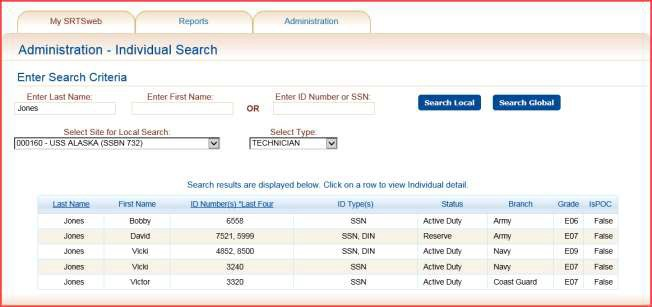 My SRTSweb Reports Administration
Administration - Individual Search
Enter Search Criteria
Enter Last Name: Enter First Name: Enter ID Number or SSN:
Jones OR Search Local Search Global
Select Site for Local Search: Select Type:
000160 - USS ALASKA (SSBN 732) TECHNICIAN
Search results are displayed below. Click on a row to view Individual detail.
Last Name First Name ID Number(s) *Last Four ID Type(s) Status Branch Grade IsPOC
Jones Bobby 6558 SSN Active Duty Army E06 False
Jones David 7521, 5999 SSN, DIN Reserve Army E07 False
Jones Vicki 4852, 8500 SSN, DIN Active Duty Navy E09 False
Jones Vicki 3240 SSN Active Duty Navy E07 False
Jones Victor 3320 SSN Active Duty Coast Guard E07 False